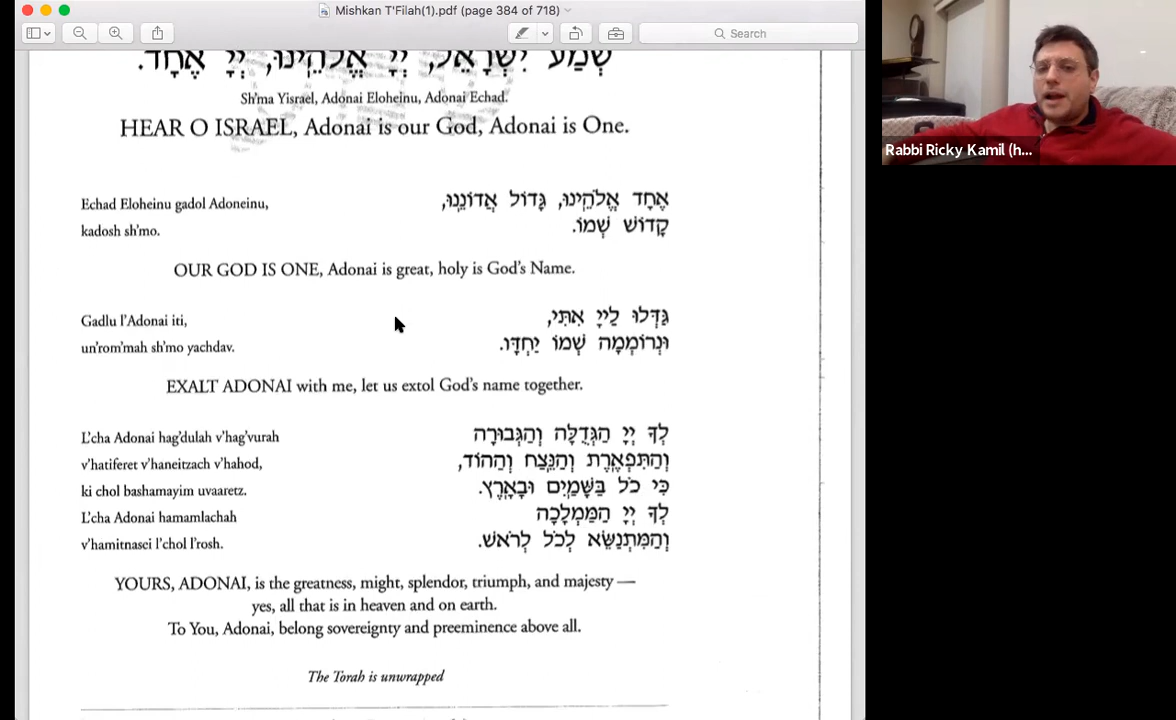 Mishkan T'Filah(1).pdf (page 384 of 718)
Search
שְׁמַע יִשְׂרָאֵל, יְיָ אֱלֹהֵינוּ, יְיָ אֶחָד.
Sh'ma Yisrael, Adonai Eloheinu, Adonai Echad.
HEAR O ISRAEL, Adonai is our God, Adonai is One.
Echad Eloheinu gadol Adoneinu,
kadosh sh'mo.
אֶחָד אֱלֹהֵינוּ, גָּדוֹל אֲדוֹנֵנוּ,
קָדוֹשׁ שְׁמוֹ.
OUR GOD IS ONE, Adonai is great, holy is God's Name.
Gadlu l'Adonai iti,
un'rom'mah sh'mo yachdav.
גַּדְּלוּ לַייָ אִתִּי,
וּנְרוֹמְמָה שְׁמוֹ יַחְדָּו.
EXALT ADONAI with me, let us extol God's name together.
L'cha Adonai hag'dulah v'hag'vurah
v'hatiferet v'haneitzach v'hahod,
ki chol bashamayim uvaaretz.
L'cha Adonai hamamlachah
v'hamitnasei l'chol l'rosh.
לְךָ יְיָ הַגְּדֻלָּה וְהַגְּבוּרָה
וְהַתִּפְאֶרֶת וְהַנֵּצַח וְהַהוֹד,
כִּי כֹל בַּשָּׁמַיִם וּבָאָרֶץ.
לְךָ יְיָ הַמַּמְלָכָה
וְהַמִּתְנַשֵּׂא לְכֹל לְרֹאשׁ.
YOURS, ADONAI, is the greatness, might, splendor, triumph, and majesty —
yes, all that is in heaven and on earth.
To You, Adonai, belong sovereignty and preeminence above all.
The Torah is unwrapped
Rabbi Ricky Kamil (h...